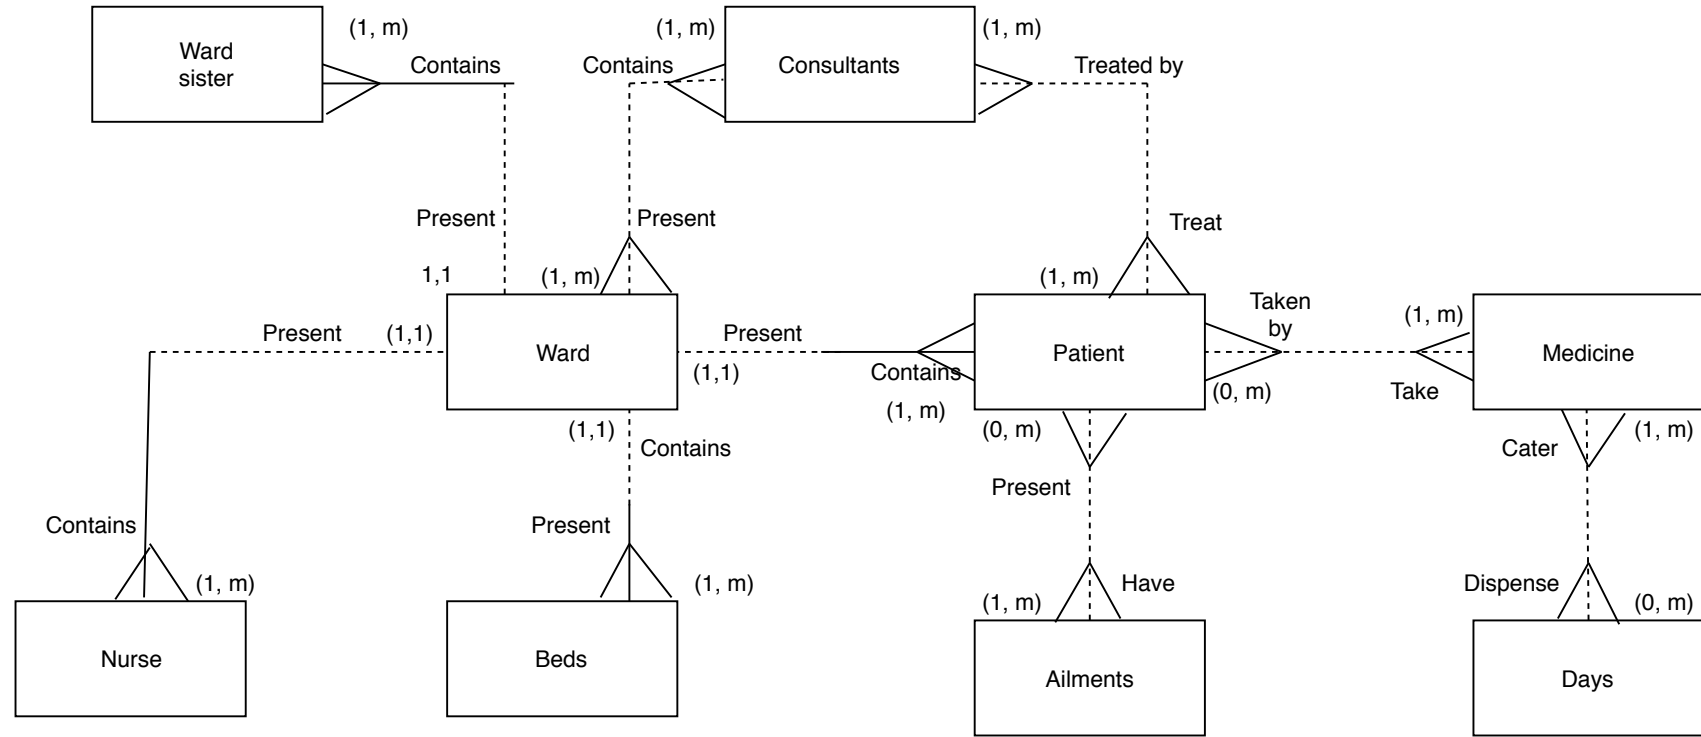 (1, m)
(1, m)
(1, m)
Ward
sister
Contains
Contains
Consultants
Treated by
Present
Present
Treat
1,1
(1, m)
(1, m)
Taken
by
(1, m)
Present
(1,1)
Ward
Present
Patient
Medicine
(1,1)
Contains
(0, m)
Take
(1, m)
(1,1)
Contains
(0, m)
Cater
(1, m)
Present
Contains
Present
(1, m)
(1, m)
Have
Dispense
(1, m)
(0, m)
Nurse
Beds
Ailments
Days